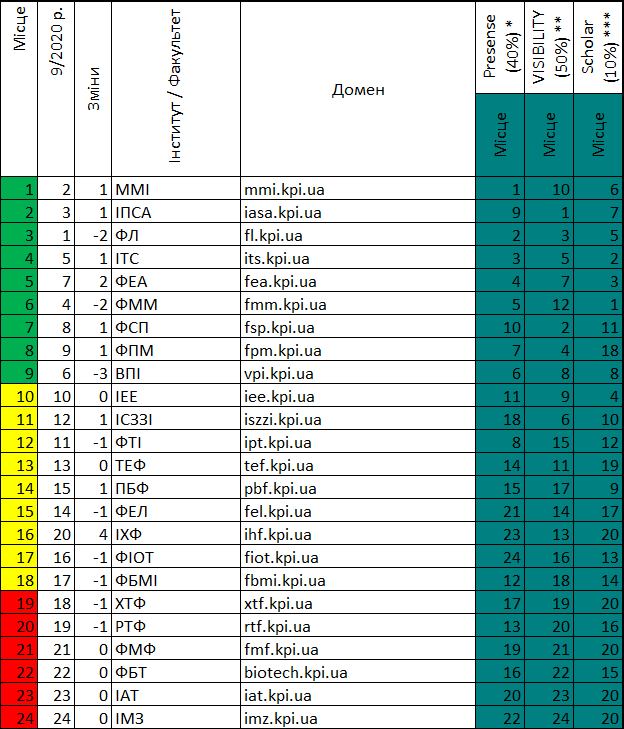 Місце 9/2020 р. Зміни Інститут / Факультет Домен Presense (40%) * VISIBILITY (50%) ** Scholar (10%) ***
Місце Місце Місце
1 2 1 ММІ mmi.kpi.ua 1 10 6
2 3 1 ІПСА iasa.kpi.ua 9 1 7
3 1 -2 ФЛ fl.kpi.ua 2 3 5
4 5 1 ІТС its.kpi.ua 3 5 2
5 7 2 ФЕА fea.kpi.ua 4 7 3
6 4 -2 ФММ fmm.kpi.ua 5 12 1
7 8 1 ФСП fsp.kpi.ua 10 2 11
8 9 1 ФПМ fpm.kpi.ua 7 4 18
9 6 -3 ВПІ vpi.kpi.ua 6 8 8
10 10 0 ІЕЕ iee.kpi.ua 11 9 4
11 12 1 ІСЗЗІ iszzi.kpi.ua 18 6 10
12 11 -1 ФТІ ipt.kpi.ua 8 15 12
13 13 0 ТЕФ tef.kpi.ua 14 11 19
14 15 1 ПБФ pbf.kpi.ua 15 17 9
15 14 -1 ФЕЛ fel.kpi.ua 21 14 17
16 20 4 ІХФ ihf.kpi.ua 23 13 20
17 16 -1 ФІОТ fiot.kpi.ua 24 16 13
18 17 -1 ФБМІ fbmi.kpi.ua 12 18 14
19 18 -1 ХТФ xtf.kpi.ua 17 19 20
20 19 -1 РТФ rtf.kpi.ua 13 20 16
21 21 0 ФМФ fmf.kpi.ua 19 21 20
22 22 0 ФБТ biotech.kpi.ua 16 22 15
23 23 0 ІАТ iat.kpi.ua 20 23 20
24 24 0 ІМЗ imz.kpi.ua 22 24 20